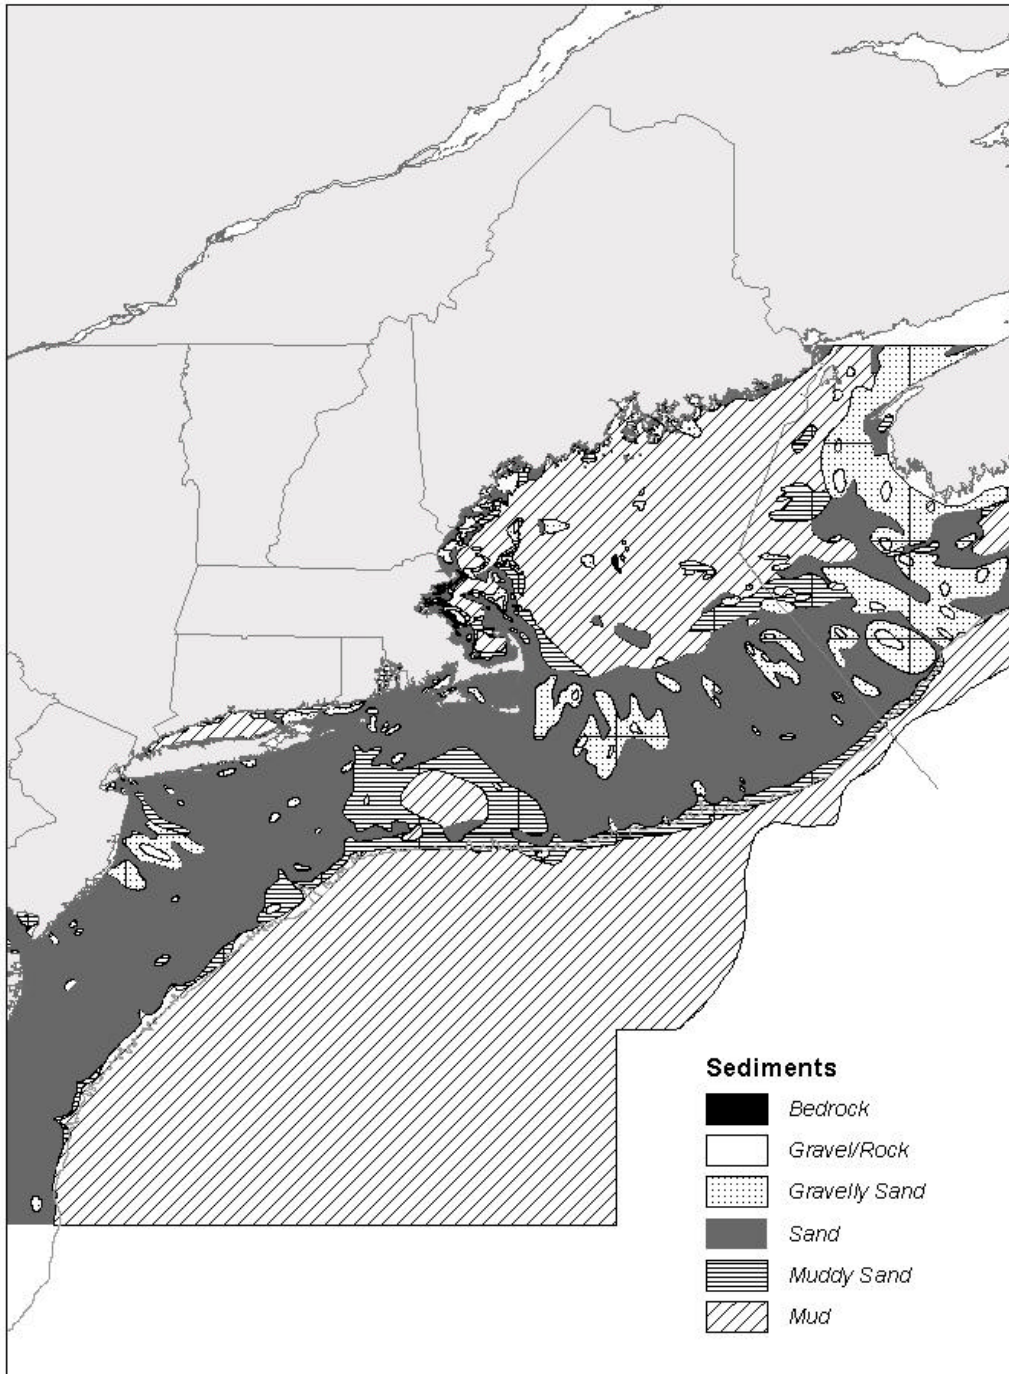 Sediments
Bedrock
Gravel/Rock
Gravelly Sand
Sand
Muddy Sand
Mud